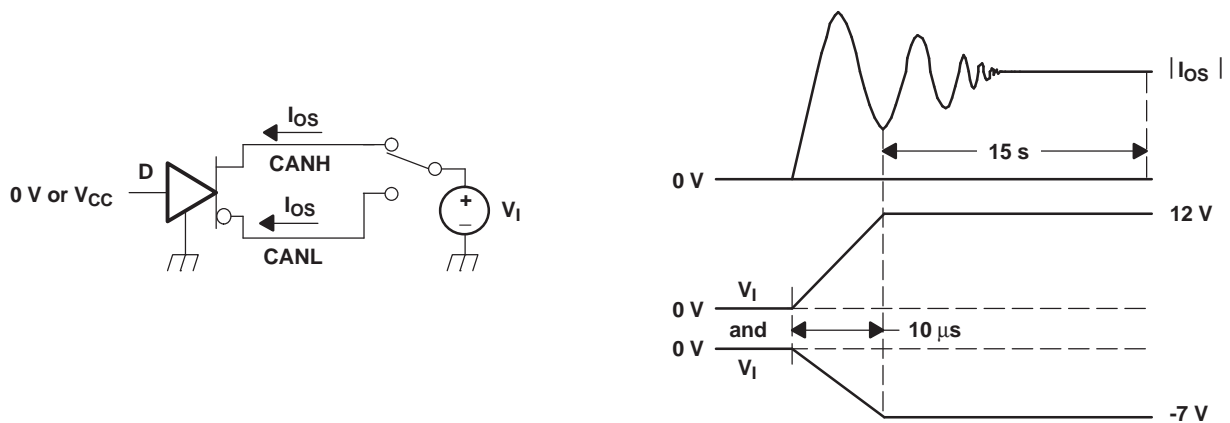 I_OS
D
CANH
0 V or V_CC
I_OS
CANL
+
−
V_I
| I_OS |
15 s
0 V
12 V
V_I
0 V
and
10 μs
0 V
V_I
-7 V